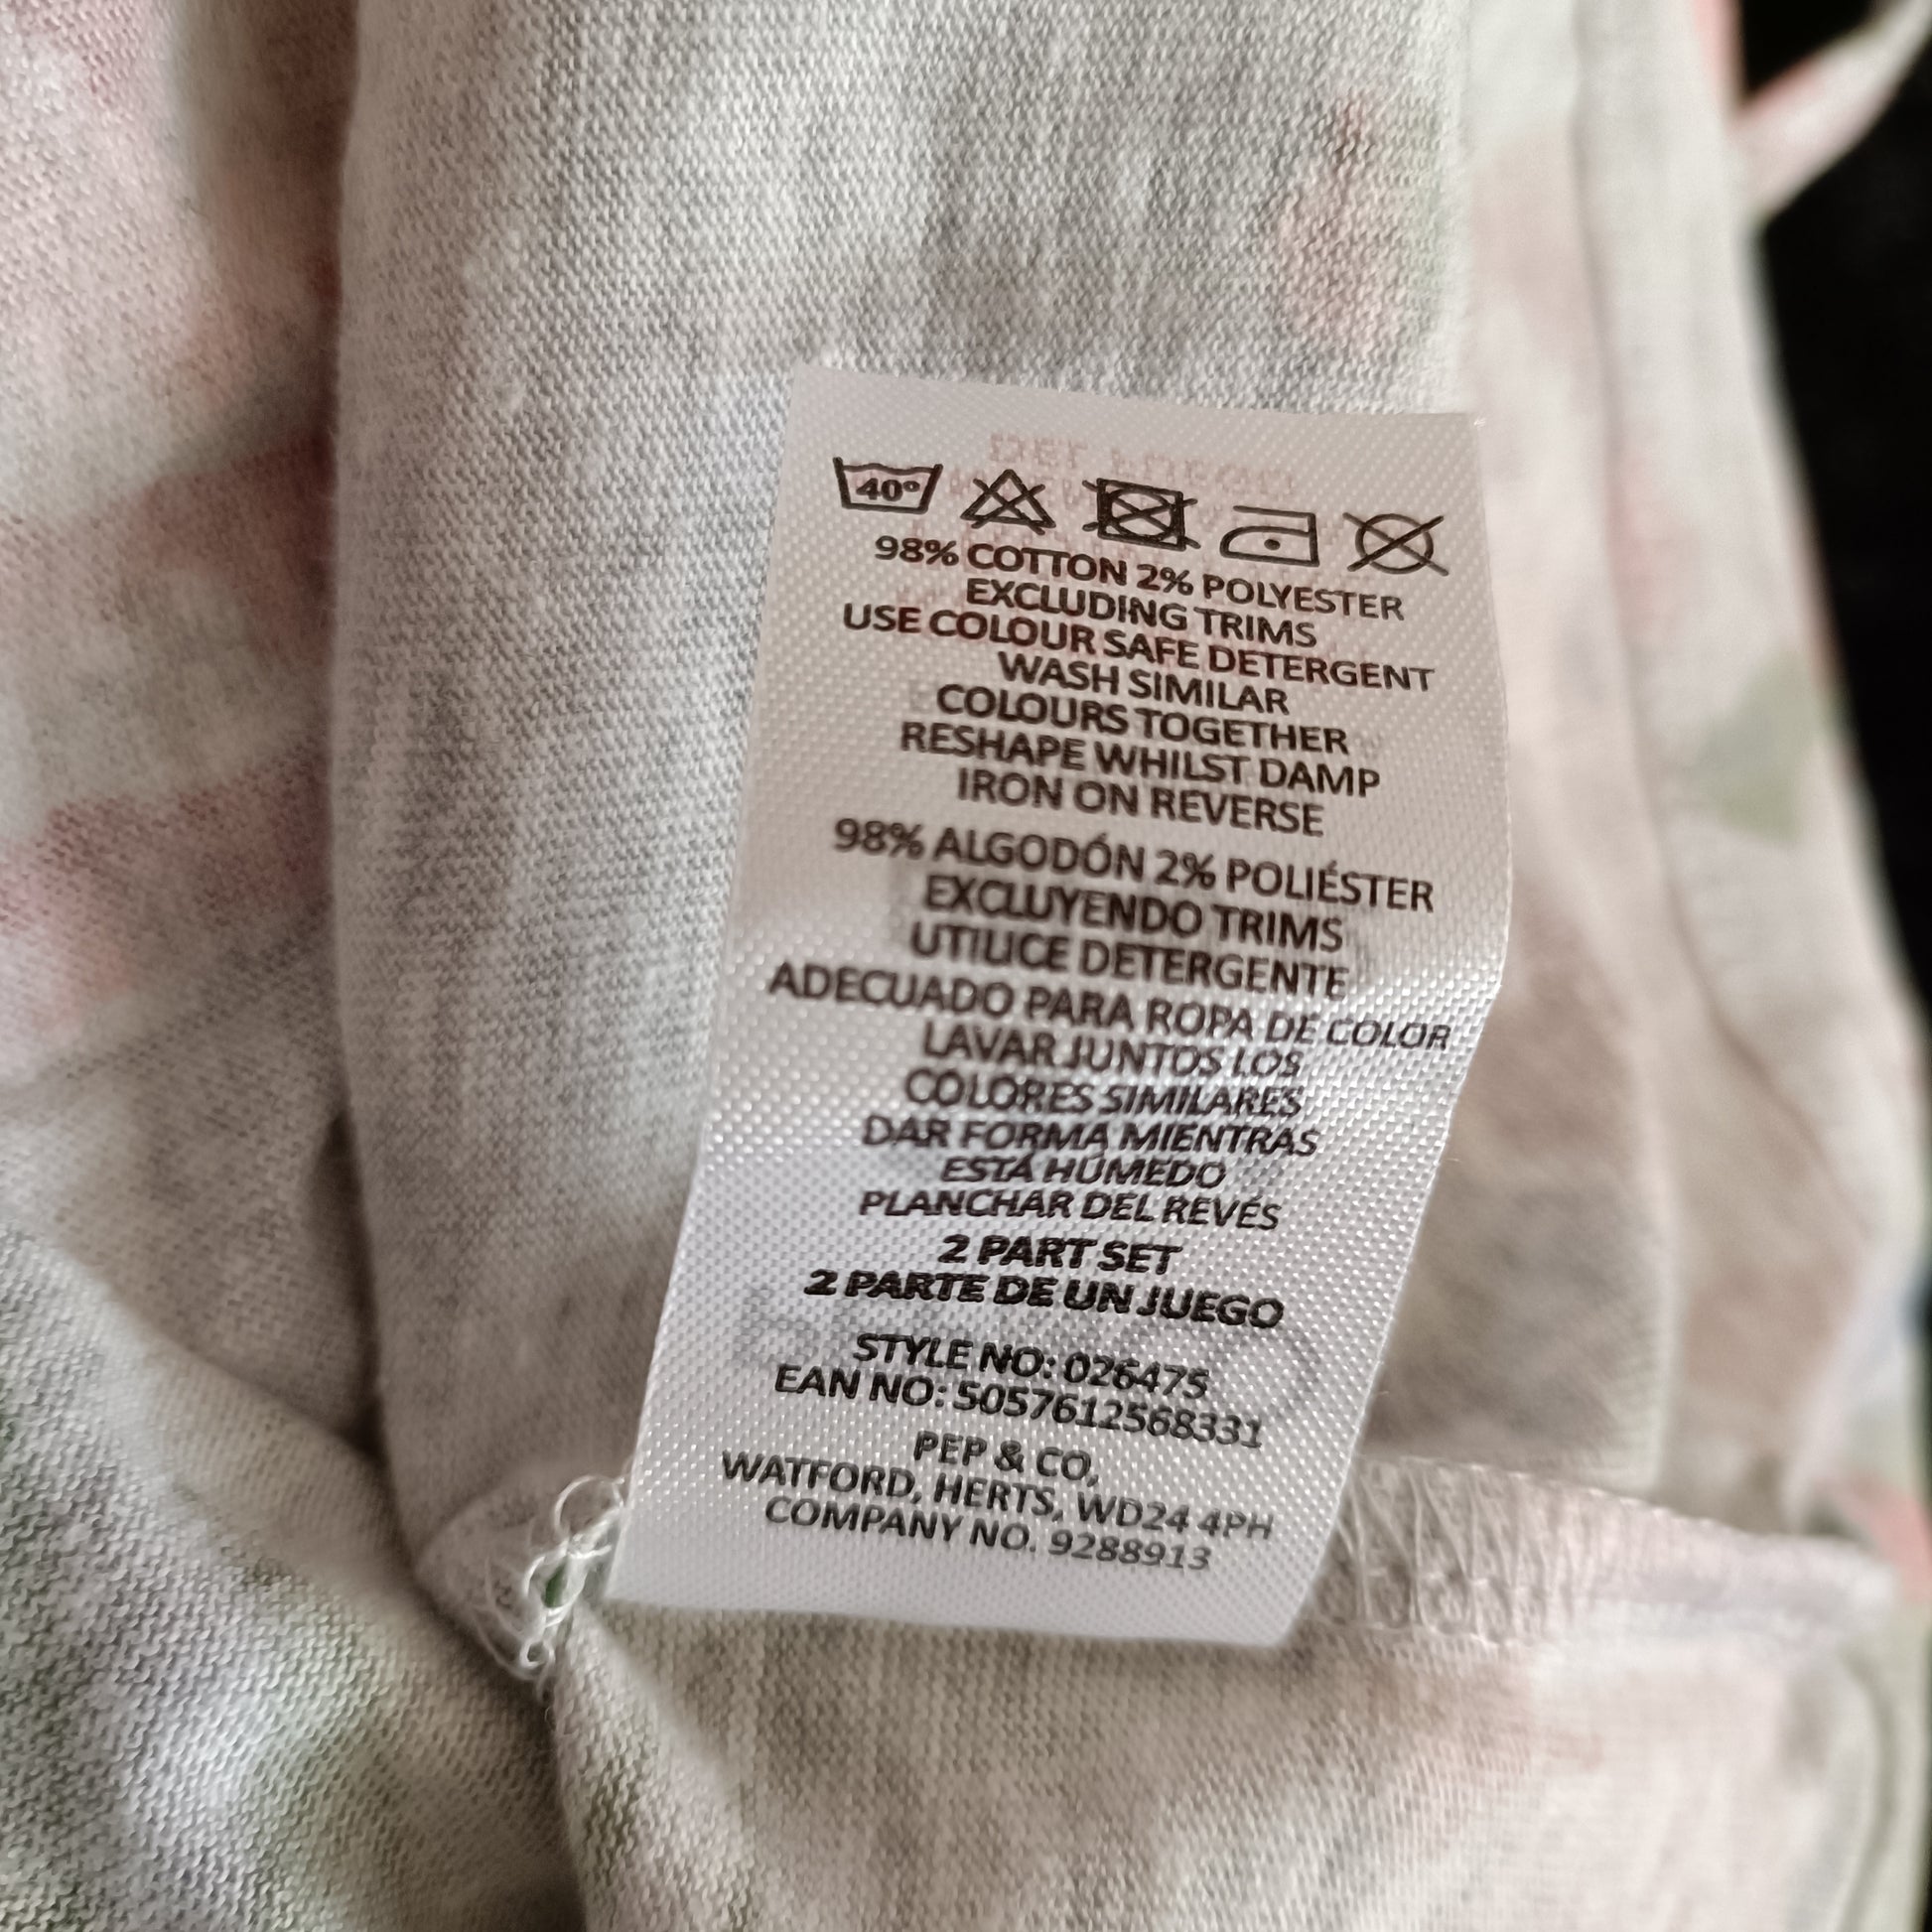 40°
98% COTTON 2% POLYESTER
EXCLUDING TRIMS
USE COLOUR SAFE DETERGENT
WASH SIMILAR
COLOURS TOGETHER
RESHAPE WHILST DAMP
IRON ON REVERSE
98% ALGODÓN 2% POLIÉSTER
EXCLUYENDO TRIMS
UTILICE DETERGENTE
ADECUADO PARA ROPA DE COLOR
LAVAR JUNTOS LOS
COLORES SIMILARES
DAR FORMA MIENTRAS
ESTÁ HÚMEDO
PLANCHAR DEL REVÉS
2 PART SET
2 PARTE DE UN JUEGO
STYLE NO: 026475
EAN NO: 5057612568331
PEP & CO,
WATFORD, HERTS, WD24 4PH
COMPANY NO. 9288913